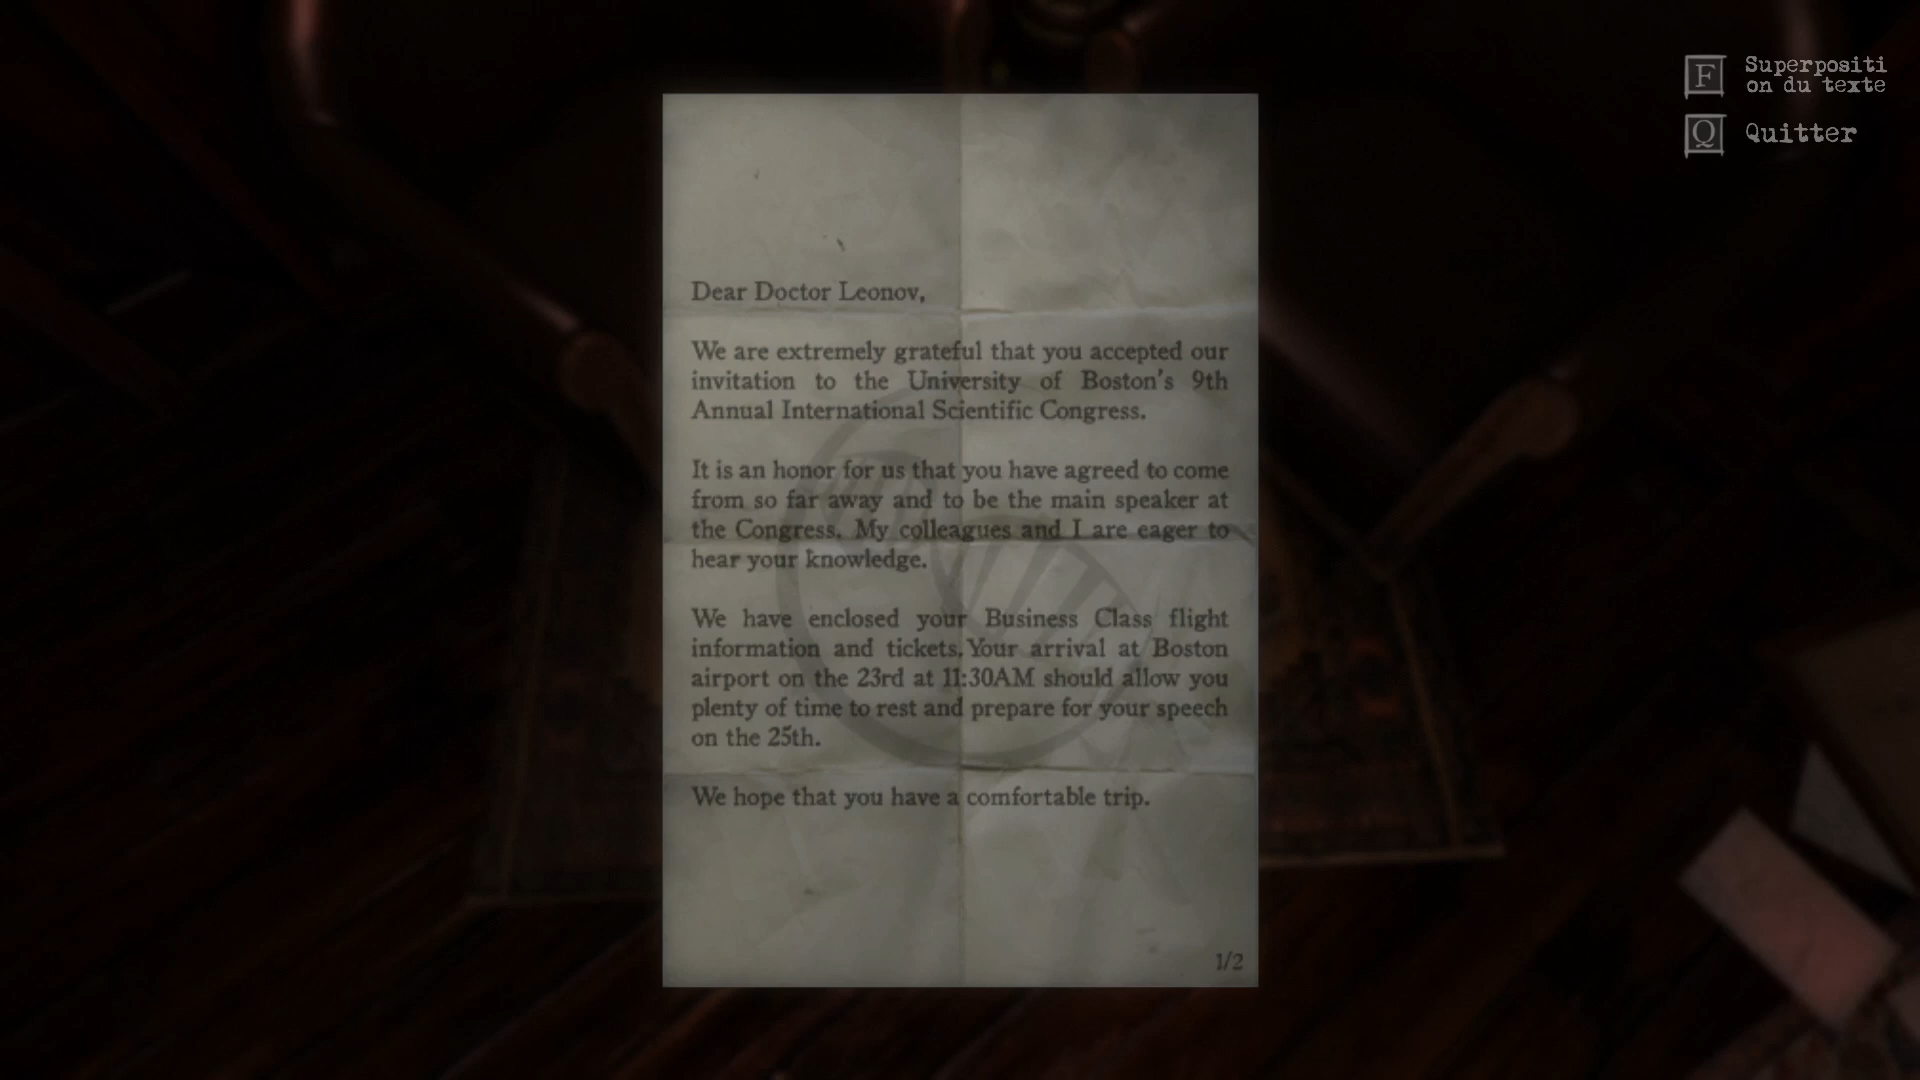 F Superpositi
on du texte
Q Quitter
Dear Doctor Leonov,
We are extremely grateful that you accepted our
invitation to the University of Boston's 9th
Annual International Scientific Congress.
It is an honor for us that you have agreed to come
from so far away and to be the main speaker at
the Congress. My colleagues and I are eager to
hear your knowledge.
We have enclosed your Business Class flight
information and tickets. Your arrival at Boston
airport on the 23rd at 11:30AM should allow you
plenty of time to rest and prepare for your speech
on the 25th.
We hope that you have a comfortable trip.
1/2